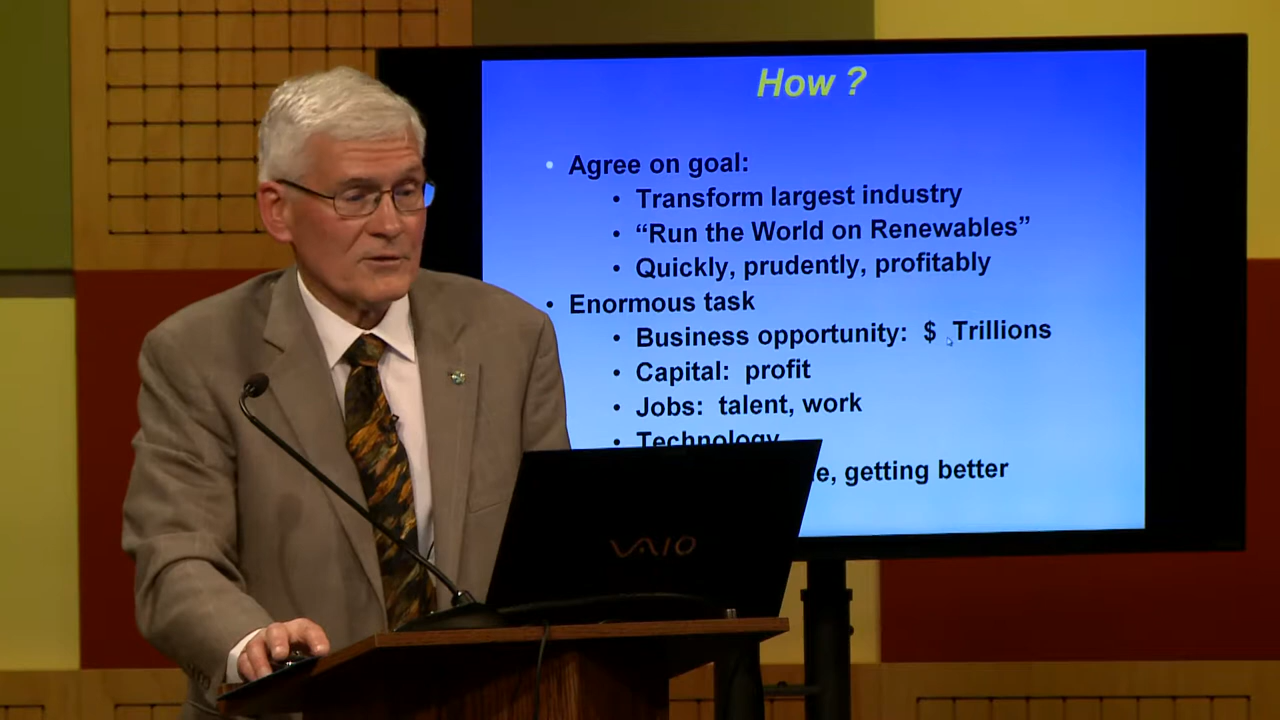 How ?
Agree on goal:
Transform largest industry
“Run the World on Renewables”
Quickly, prudently, profitably
Enormous task
Business opportunity: $ Trillions
Capital: profit
Jobs: talent, work
Technology
getting better
VAIO